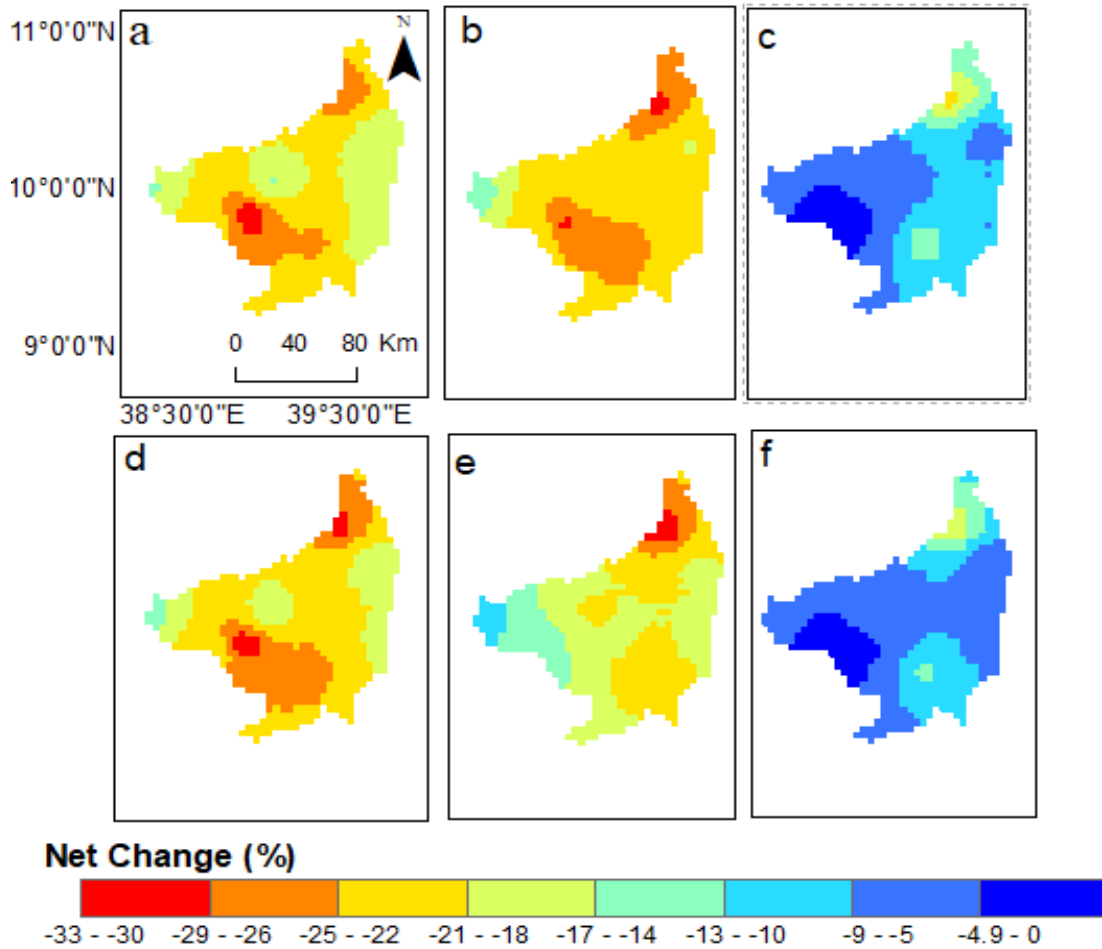 11°0'0"N
a
N
b
c
10°0'0"N
9°0'0"N
0 40 80 Km
38°30'0"E 39°30'0"E
d
e
f
Net Change (%)
-33 - -30 -29 - -26 -25 - -22 -21 - -18 -17 - -14 -13 - -10 -9 - -5 -4.9 - 0